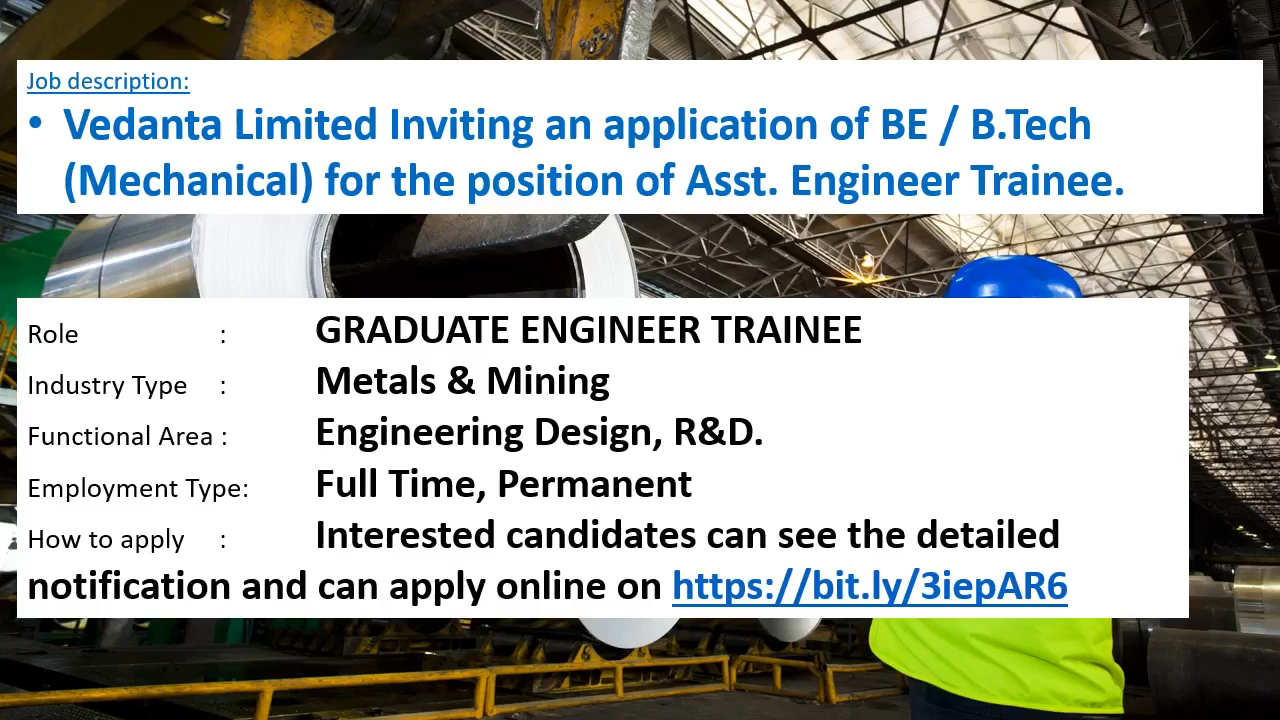 Job description:
• Vedanta Limited Inviting an application of BE / B.Tech
(Mechanical) for the position of Asst. Engineer Trainee.
Role : GRADUATE ENGINEER TRAINEE
Industry Type : Metals & Mining
Functional Area : Engineering Design, R&D.
Employment Type: Full Time, Permanent
How to apply : Interested candidates can see the detailed
notification and can apply online on https://bit.ly/3iepAR6